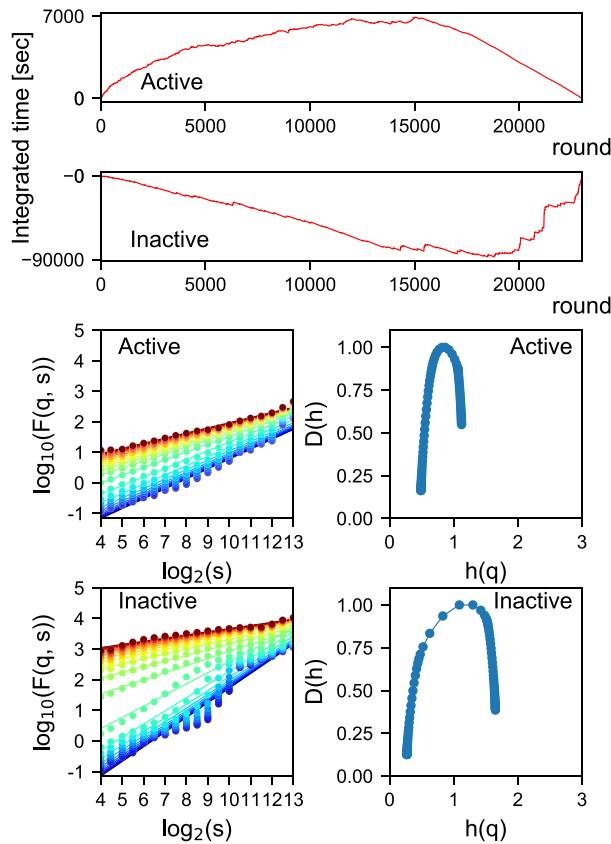 Integrated time [sec]
7000
0
Active
0 5000 10000 15000 20000
round
−0
−90000
Inactive
0 5000 10000 15000 20000
round
log10(F(q, s))
5
4
3
2
1
0
-1
Active
4 5 6 7 8 9 10 11 12 13
log2(s)
D(h)
1.00
0.75
0.50
0.25
0.00
Active
0 1 2 3
h(q)
log10(F(q, s))
5
4
3
2
1
0
-1
Inactive
4 5 6 7 8 9 10 11 12 13
log2(s)
D(h)
1.00
0.75
0.50
0.25
0.00
Inactive
0 1 2 3
h(q)